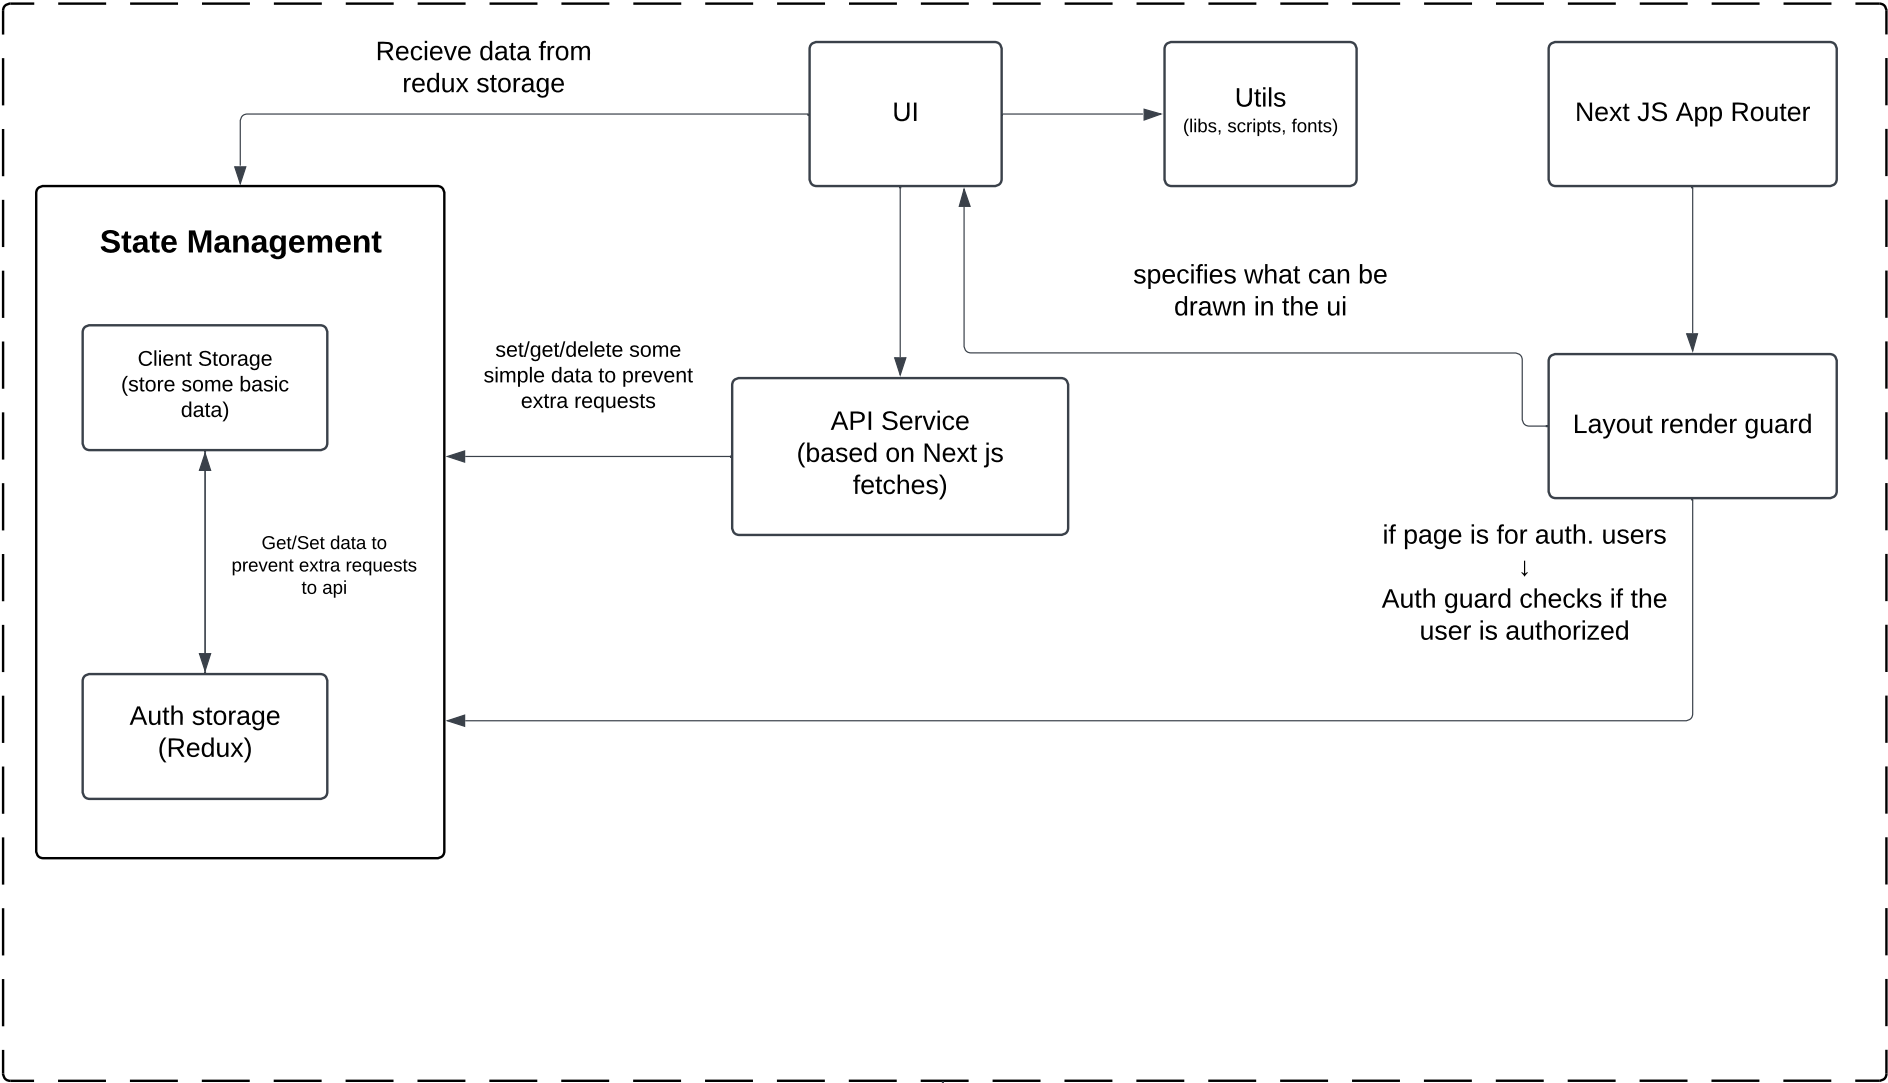 Recieve data from
redux storage
UI
Utils
(libs, scripts, fonts)
Next JS App Router
State Management
specifies what can be
drawn in the ui
Client Storage
(store some basic
data)
set/get/delete some
simple data to prevent
extra requests
API Service
(based on Next js
fetches)
Layout render guard
Get/Set data to
prevent extra requests
to api
if page is for auth. users
↓
Auth guard checks if the
user is authorized
Auth storage
(Redux)